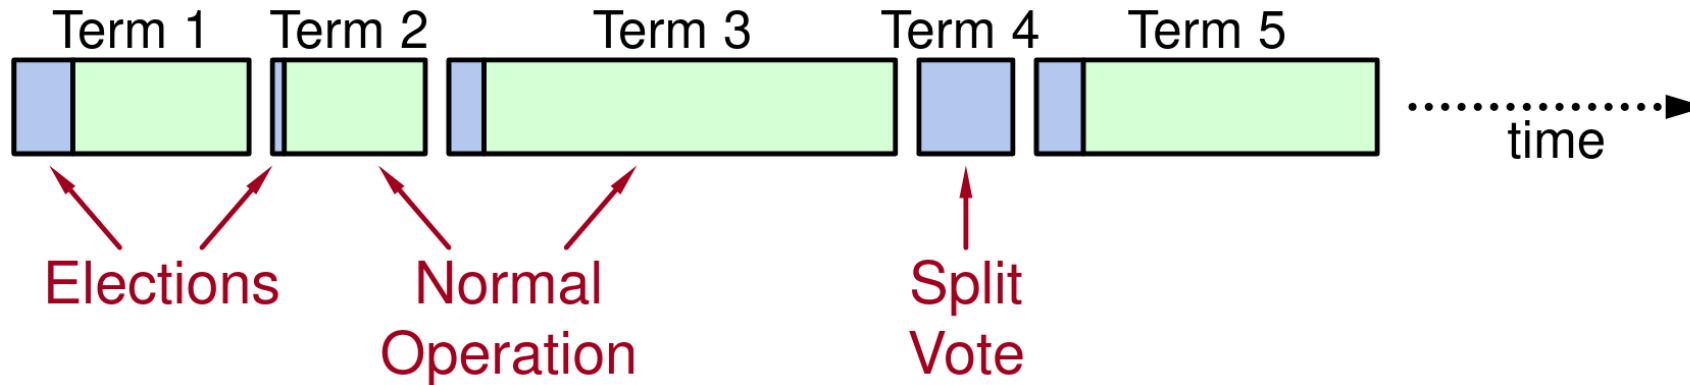 Term 1 Term 2 Term 3 Term 4 Term 5
time
Elections Normal Split
Operation Vote